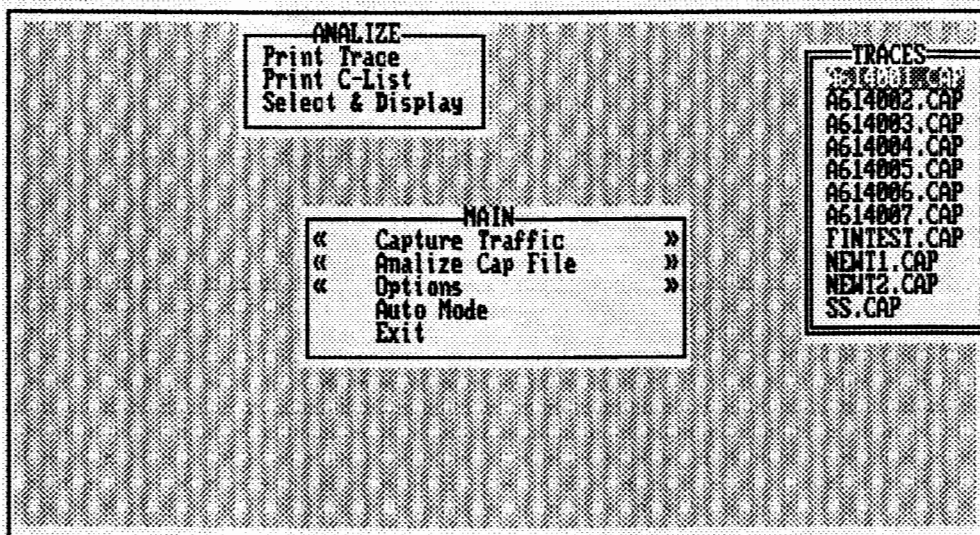 ANALIZE
Print Trace
Print C-List
Select & Display
MAIN
« Capture Traffic »
« Analize Cap File »
« Options »
Auto Mode
Exit
TRACES
A614001.CAP
A614002.CAP
A614003.CAP
A614004.CAP
A614005.CAP
A614006.CAP
A614007.CAP
FINTEST.CAP
NEWT1.CAP
NEWT2.CAP
SS.CAP